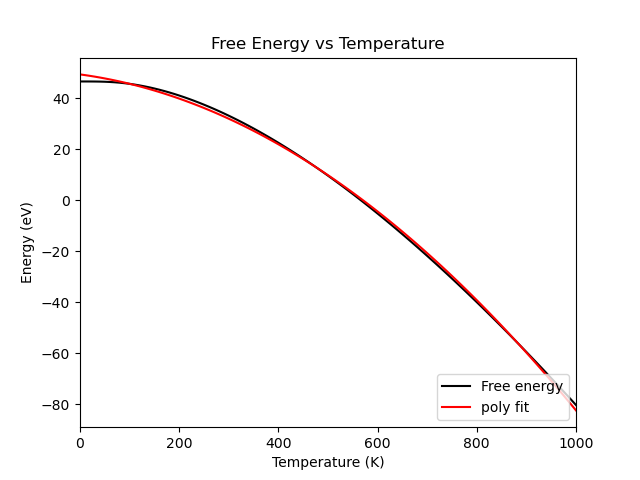 Free Energy vs Temperature
Energy (eV)
40
20
0
−20
−40
−60
−80
0 200 400 600 800 1000
Temperature (K)
Free energy
poly fit